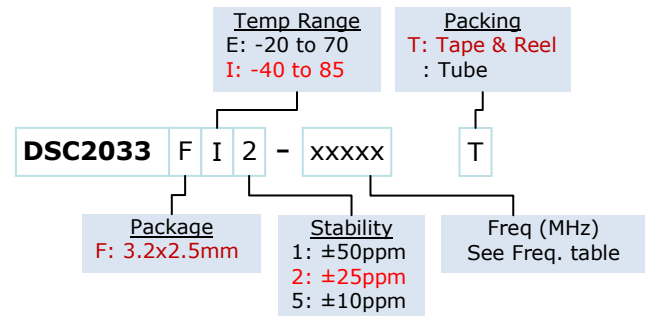 Temp Range
E: -20 to 70
I: -40 to 85
Packing
T: Tape & Reel
: Tube
DSC2033 F I 2 – xxxxx T
Package
F: 3.2x2.5mm
Stability
1: ±50ppm
2: ±25ppm
5: ±10ppm
Freq (MHz)
See Freq. table